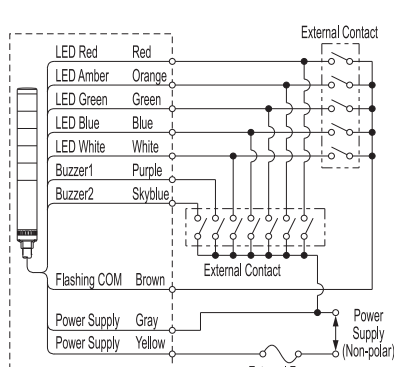 External Contact
LED Red Red
LED Amber Orange
LED Green Green
LED Blue Blue
LED White White
Buzzer1 Purple
Buzzer2 Skyblue
External Contact
Flashing COM Brown
Power Supply Gray
Power
Supply
(Non-polar)
Power Supply Yellow